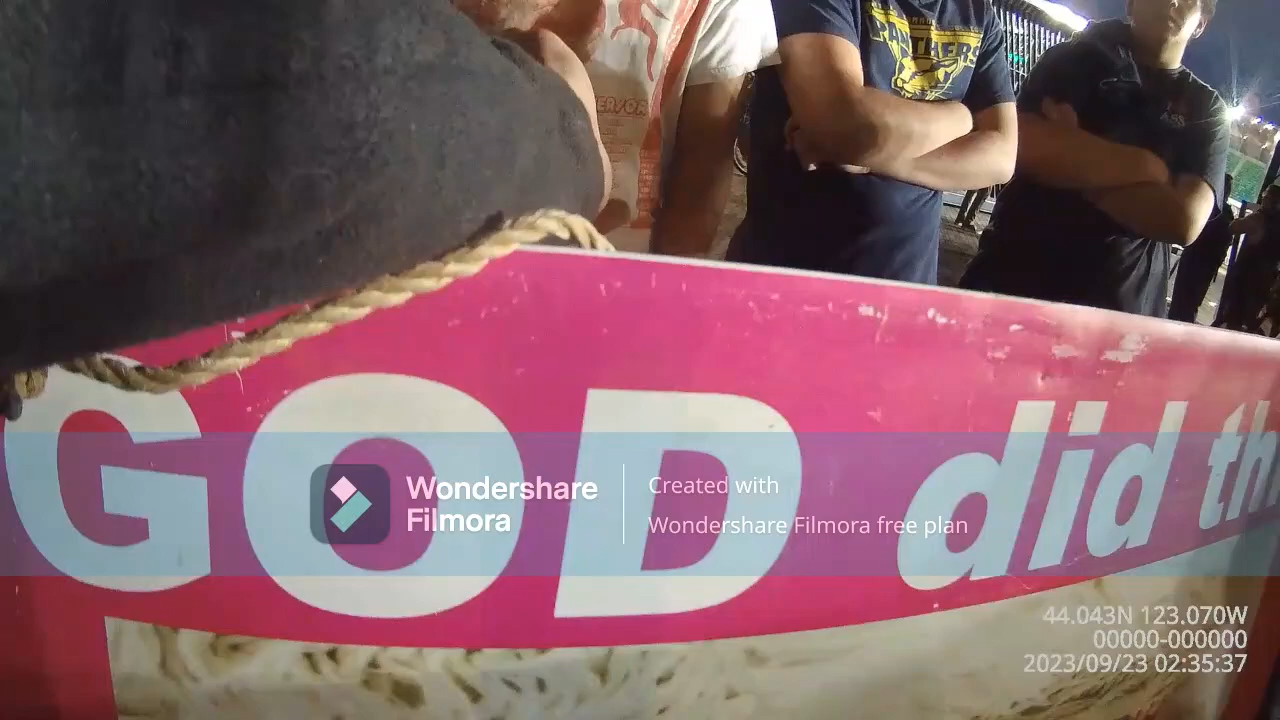 PANTHERS
ASS
GOD did th
Wondershare
Filmora
Created with
Wondershare Filmora free plan
44.043N 123.070W
00000-000000
2023/09/23 02:35:37